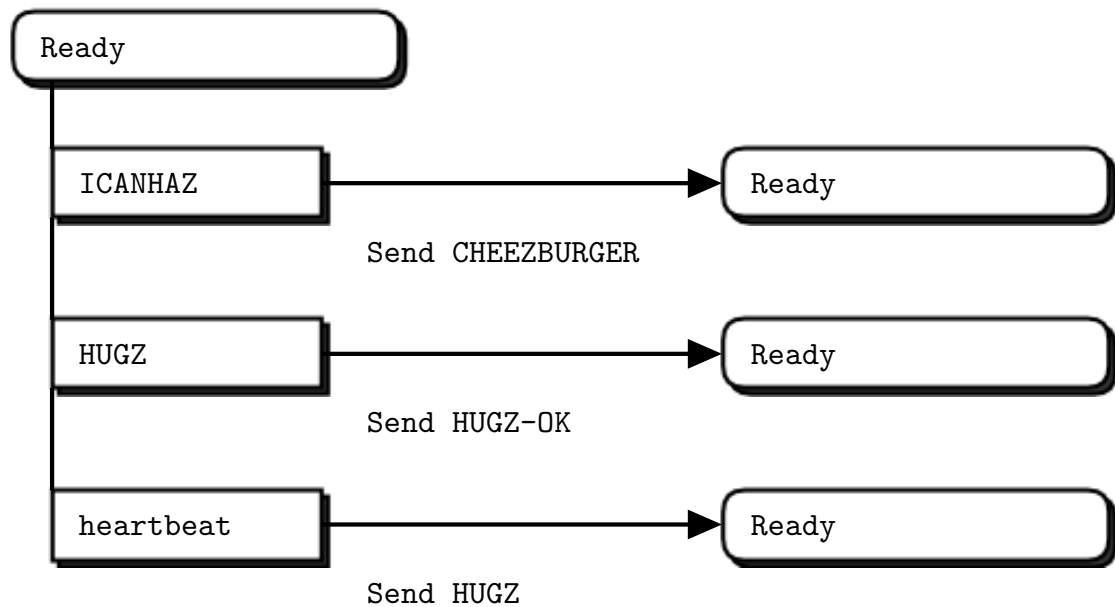 Ready
ICANHAZ
Ready
Send CHEEZBURGER
HUGZ
Ready
Send HUGZ-OK
heartbeat
Ready
Send HUGZ